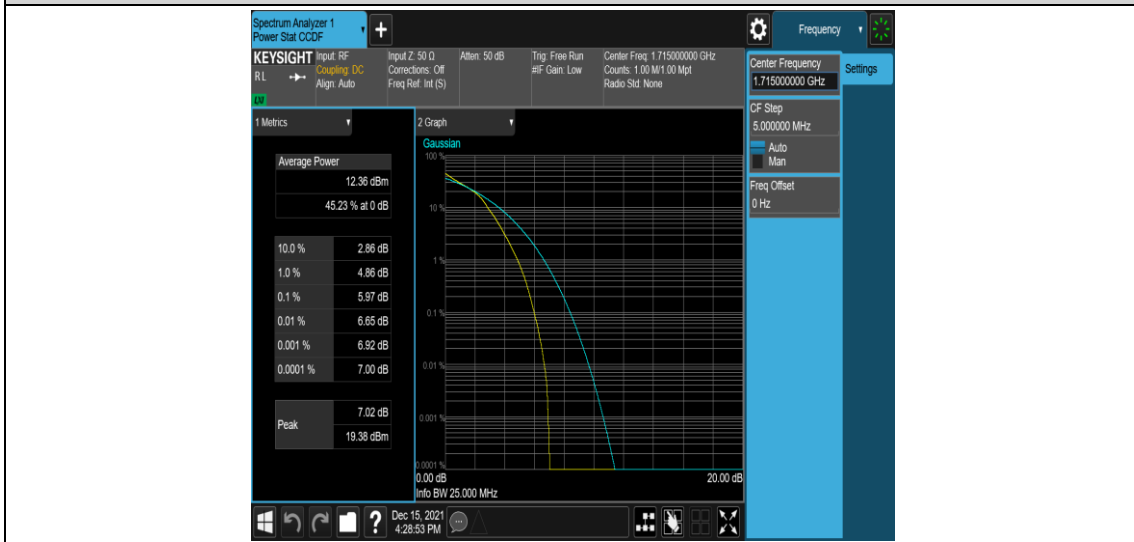 Spectrum Analyzer 1
Power Stat CCDF
+
Frequency
KEYSIGHT
RL
LXI
Input: RF
Coupling: DC
Align: Auto
Input Z: 50 Ω
Corrections: Off
Freq Ref: Int (S)
Atten: 50 dB
Trig: Free Run
#IF Gain: Low
Center Freq: 1.715000000 GHz
Counts: 1.00 M/1.00 Mpt
Radio Std: None
Center Frequency
1.715000000 GHz
Settings
CF Step
5.000000 MHz
Auto
Man
Freq Offset
0 Hz
1 Metrics
Average Power
12.36 dBm
45.23 % at 0 dB
10.0 % 2.86 dB
1.0 % 4.86 dB
0.1 % 5.97 dB
0.01 % 6.65 dB
0.001 % 6.92 dB
0.0001 % 7.00 dB
Peak
7.02 dB
19.38 dBm
2 Graph
Gaussian
100 %
10 %
1 %
0.1 %
0.01 %
0.001 %
0.0001 %
0.00 dB 20.00 dB
Info BW 25.000 MHz
?
Dec 15, 2021
4:28:53 PM